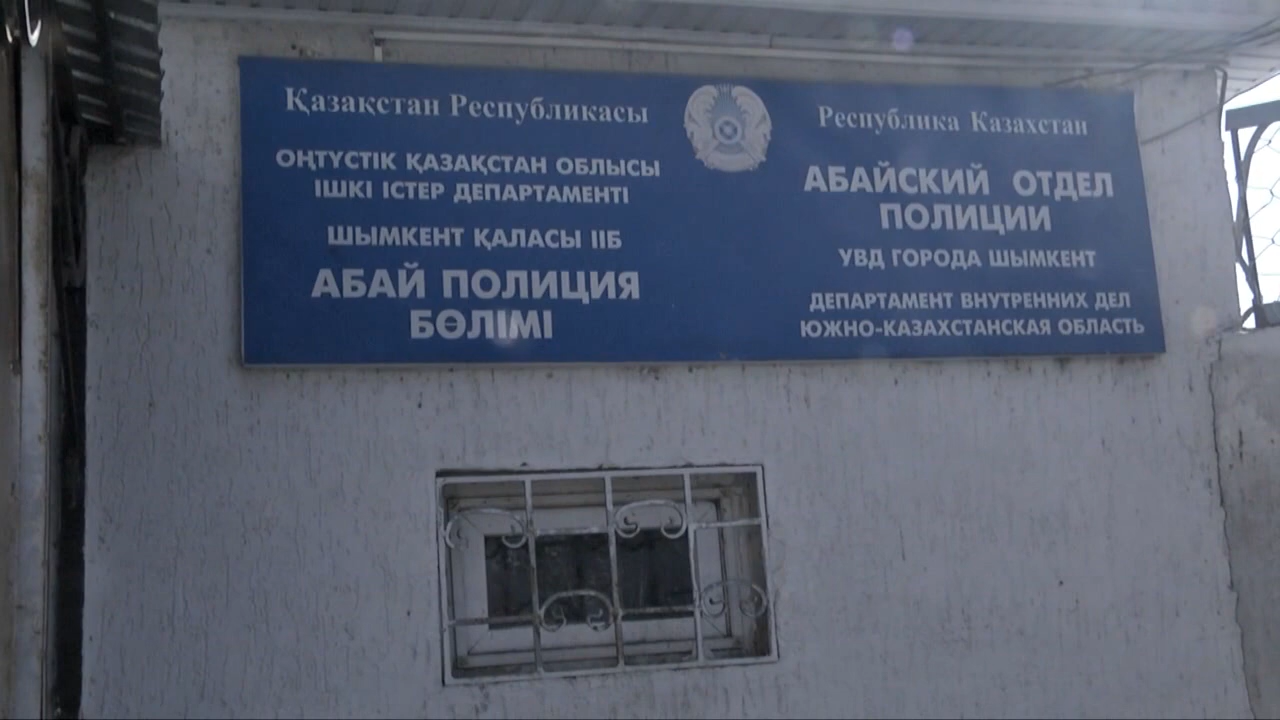 Қазақстан Республикасы
ОҢТҮСТІК ҚАЗАҚСТАН ОБЛЫСЫ
ІШКІ ІСТЕР ДЕПАРТАМЕНТІ
ШЫМКЕНТ ҚАЛАСЫ ІІБ
АБАЙ ПОЛИЦИЯ
БӨЛІМІ
Республика Казахстан
АБАЙСКИЙ ОТДЕЛ
ПОЛИЦИИ
УВД ГОРОДА ШЫМКЕНТ
ДЕПАРТАМЕНТ ВНУТРЕННИХ ДЕЛ
ЮЖНО-КАЗАХСТАНСКАЯ ОБЛАСТЬ